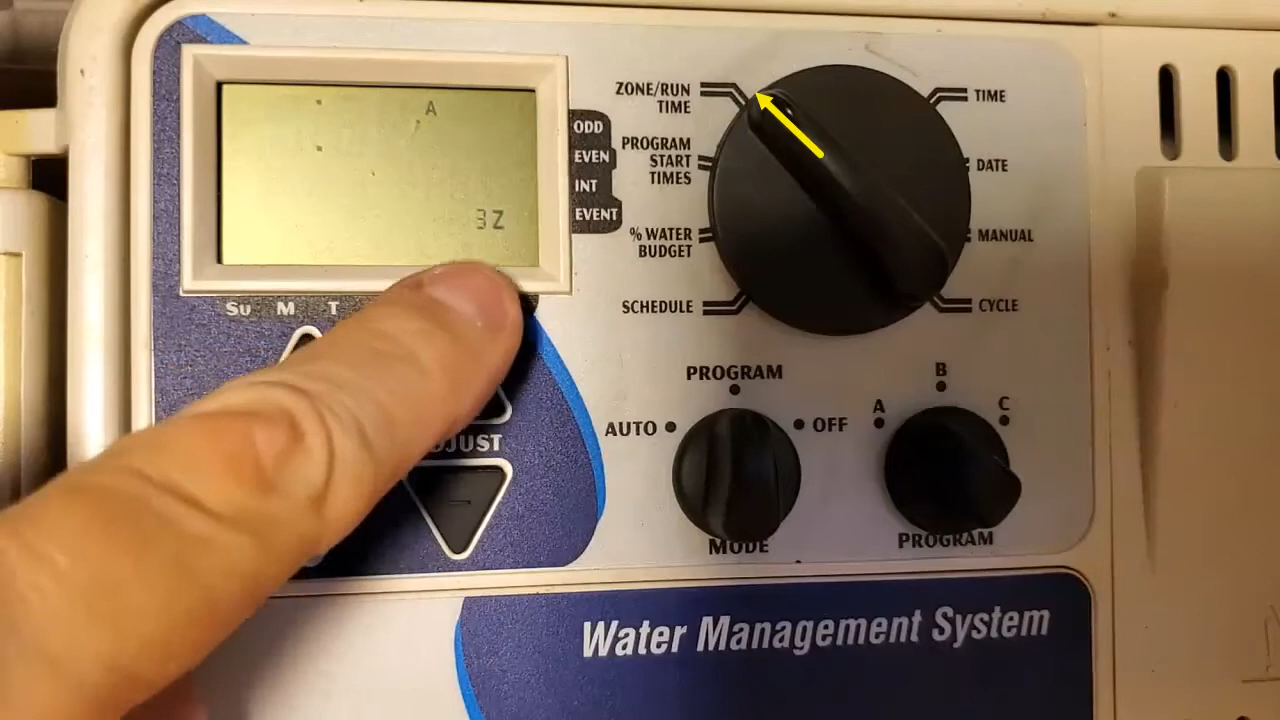 A
3Z
ODD
EVEN
INT
EVENT
Su M T
ADJUST
-
ZONE/RUN
TIME
PROGRAM
START
TIMES
% WATER
BUDGET
SCHEDULE
TIME
DATE
MANUAL
CYCLE
PROGRAM
AUTO
OFF
MODE
A
B
C
PROGRAM
Water Management System